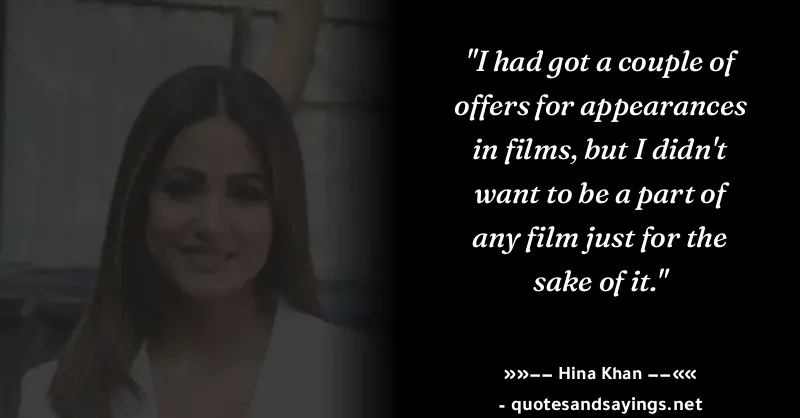 "I had got a couple of
offers for appearances
in films, but I didn't
want to be a part of
any film just for the
sake of it."
»»−− Hina Khan −−««
- quotesandsayings.net